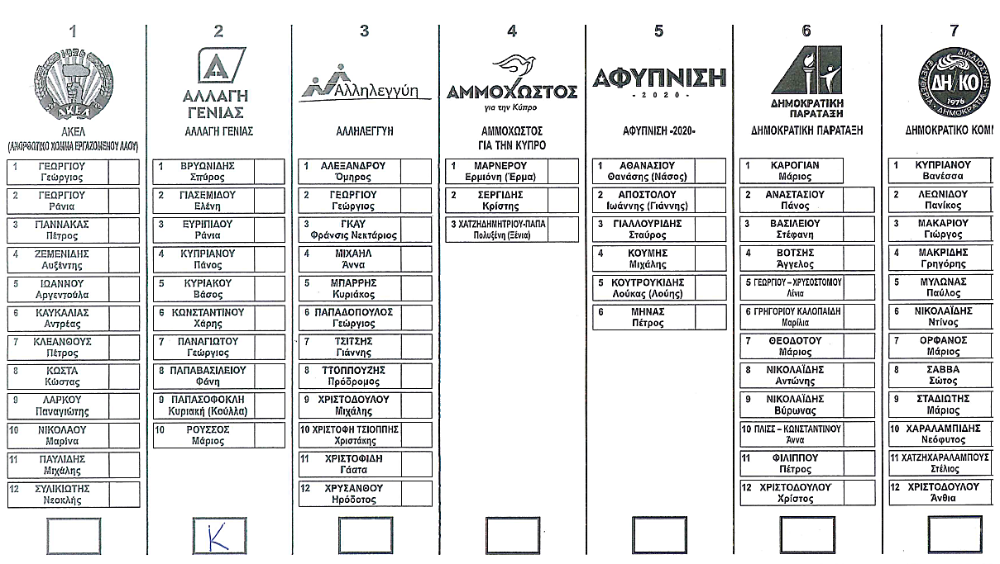 1
1926
ΑΚΕΛ
ΑΚΕΛ
(ΑΝΟΡΘΩΤΙΚΟ ΚΟΜΜΑ ΕΡΓΑΖΟΜΕΝΟΥ ΛΑΟΥ)
1 ΓΕΩΡΓΙΟΥ
Γεώργιος
2 ΓΕΩΡΓΙΟΥ
Ράνια
3 ΓΙΑΝΝΑΚΑΣ
Πέτρος
4 ΖΕΜΕΝΙΔΗΣ
Αυξέντης
5 ΙΩΑΝΝΟΥ
Αργεντούλα
6 ΚΑΥΚΑΛΙΑΣ
Αντρέας
7 ΚΛΕΑΝΘΟΥΣ
Πέτρος
8 ΚΩΣΤΑ
Κώστας
9 ΛΑΡΚΟΥ
Παναγιώτης
10 ΝΙΚΟΛΑΟΥ
Μαρίνα
11 ΠΑΥΛΙΔΗΣ
Μιχάλης
12 ΣΥΛΙΚΙΩΤΗΣ
Νεοκλής
2
Α
ΑΛΛΑΓΗ
ΓΕΝΙΑΣ
ΑΛΛΑΓΗ ΓΕΝΙΑΣ
1 ΒΡΥΩΝΙΔΗΣ
Σπύρος
2 ΓΙΑΣΕΜΙΔΟΥ
Ελένη
3 ΕΥΡΙΠΙΔΟΥ
Ράνια
4 ΚΥΠΡΙΑΝΟΥ
Πάνος
5 ΚΥΡΙΑΚΟΥ
Βάσος
6 ΚΩΝΣΤΑΝΤΙΝΟΥ
Χάρης
7 ΠΑΝΑΓΙΩΤΟΥ
Γεώργιος
8 ΠΑΠΑΒΑΣΙΛΕΙΟΥ
Φάνη
9 ΠΑΠΑΣΟΦΟΚΛΗ
Κυριακή (Κούλλα)
10 ΡΟΥΣΣΟΣ
Μάριος
Κ
3
Αλληλεγγύη
ΑΛΛΗΛΕΓΓΥΗ
1 ΑΛΕΞΑΝΔΡΟΥ
Όμηρος
2 ΓΕΩΡΓΙΟΥ
Γεώργιος
3 ΓΚΑΥ
Φράνσις Νεκτάριος
4 ΜΙΧΑΗΛ
Άννα
5 ΜΠΑΡΡΗΣ
Κυριάκος
6 ΠΑΠΑΔΟΠΟΥΛΟΣ
Γεώργιος
7 ΤΣΙΤΣΗΣ
Γιάννης
8 ΤΤΟΠΠΟΥΖΗΣ
Πρόδρομος
9 ΧΡΙΣΤΟΔΟΥΛΟΥ
Μιχάλης
10 ΧΡΙΣΤΟΦΗ ΤΣΙΟΠΠΗΣ
Χριστάκης
11 ΧΡΙΣΤΟΦΙΔΗ
Γάατα
12 ΧΡΥΣΑΝΘΟΥ
Ηρόδοτος
4
ΑΜΜΟΧΩΣΤΟΣ
για την Κύπρο
ΑΜΜΟΧΩΣΤΟΣ
ΓΙΑ ΤΗΝ ΚΥΠΡΟ
1 ΜΑΡΝΕΡΟΥ
Ερμιόνη (Έρμα)
2 ΣΕΡΓΙΔΗΣ
Κρίστης
3 ΧΑΤΖΗΔΗΜΗΤΡΙΟΥ-ΠΑΠΑ
Πολυξένη (Ξένια)
5
ΑΦΥΠΝΙΣΗ
- 2020 -
ΑΦΥΠΝΙΣΗ -2020-
1 ΑΘΑΝΑΣΙΟΥ
Θανάσης (Νάσος)
2 ΑΠΟΣΤΟΛΟΥ
Ιωάννης (Γιάννης)
3 ΓΙΑΛΛΟΥΡΙΔΗΣ
Σταύρος
4 ΚΟΥΜΗΣ
Μιχάλης
5 ΚΟΥΤΡΟΥΚΙΔΗΣ
Λούκας (Λούης)
6 ΜΗΝΑΣ
Πέτρος
6
ΔΗΜΟΚΡΑΤΙΚΗ
ΠΑΡΑΤΑΞΗ
ΔΗΜΟΚΡΑΤΙΚΗ ΠΑΡΑΤΑΞΗ
1 ΚΑΡΟΓΙΑΝ
Μάριος
2 ΑΝΑΣΤΑΣΙΟΥ
Πάνος
3 ΒΑΣΙΛΕΙΟΥ
Στέφανη
4 ΒΟΤΣΗΣ
Άγγελος
5 ΓΕΩΡΓΙΟΥ – ΧΡΥΣΟΣΤΟΜΟΥ
Λένια
6 ΓΡΗΓΟΡΙΟΥ ΚΑΛΟΠΑΙΔΗ
Μαρίλια
7 ΘΕΟΔΟΤΟΥ
Μάριος
8 ΝΙΚΟΛΑΪΔΗΣ
Αντώνης
9 ΝΙΚΟΛΑΪΔΗΣ
Βύρωνας
10 ΠΛΙΣΣ – ΚΩΝΣΤΑΝΤΙΝΟΥ
Άννα
11 ΦΙΛΙΠΠΟΥ
Πέτρος
12 ΧΡΙΣΤΟΔΟΥΛΟΥ
Χρίστος
7
ΕΛΕΥΘΕΡΙΑ · ΔΗΜΟΚΡΑΤΙΑ · ΔΙΚΑΙΟΣΥΝΗ
ΔΗ ΚΟ
1976
ΔΗΜΟΚΡΑΤΙΚΟ ΚΟΜΜ
1 ΚΥΠΡΙΑΝΟΥ
Βανέσσα
2 ΛΕΩΝΙΔΟΥ
Πανίκος
3 ΜΑΚΑΡΙΟΥ
Γιώργος
4 ΜΑΚΡΙΔΗΣ
Γρηγόρης
5 ΜΥΛΩΝΑΣ
Παύλος
6 ΝΙΚΟΛΑΪΔΗΣ
Ντίνος
7 ΟΡΦΑΝΟΣ
Μάριος
8 ΣΑΒΒΑ
Σώτος
9 ΣΤΑΔΙΩΤΗΣ
Μάριος
10 ΧΑΡΑΛΑΜΠΙΔΗΣ
Νεόφυτος
11 ΧΑΤΖΗΧΑΡΑΛΑΜΠΟΥΣ
Στέλιος
12 ΧΡΙΣΤΟΔΟΥΛΟΥ
Άνθια